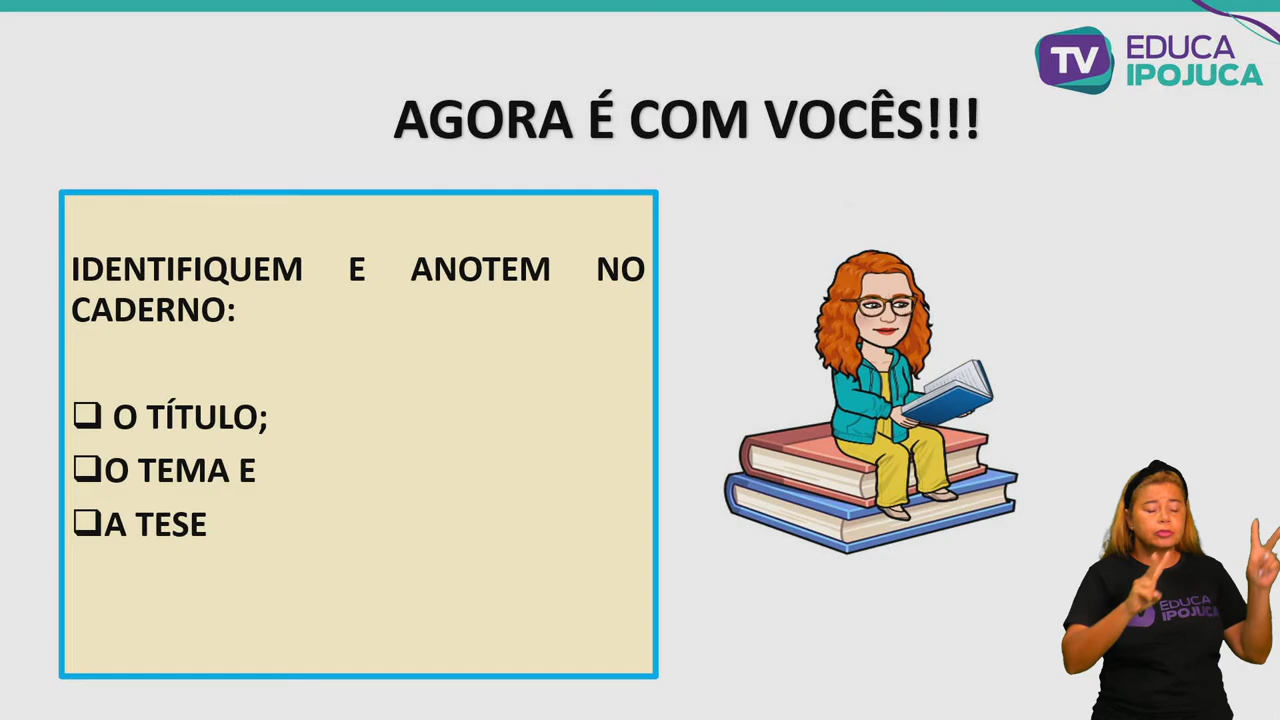 TV EDUCA
IPOJUCA
AGORA É COM VOCÊS!!!
IDENTIFIQUEM E ANOTEM NO
CADERNO:
O TÍTULO;
O TEMA E
A TESE
EDUCA
IPOJUCA